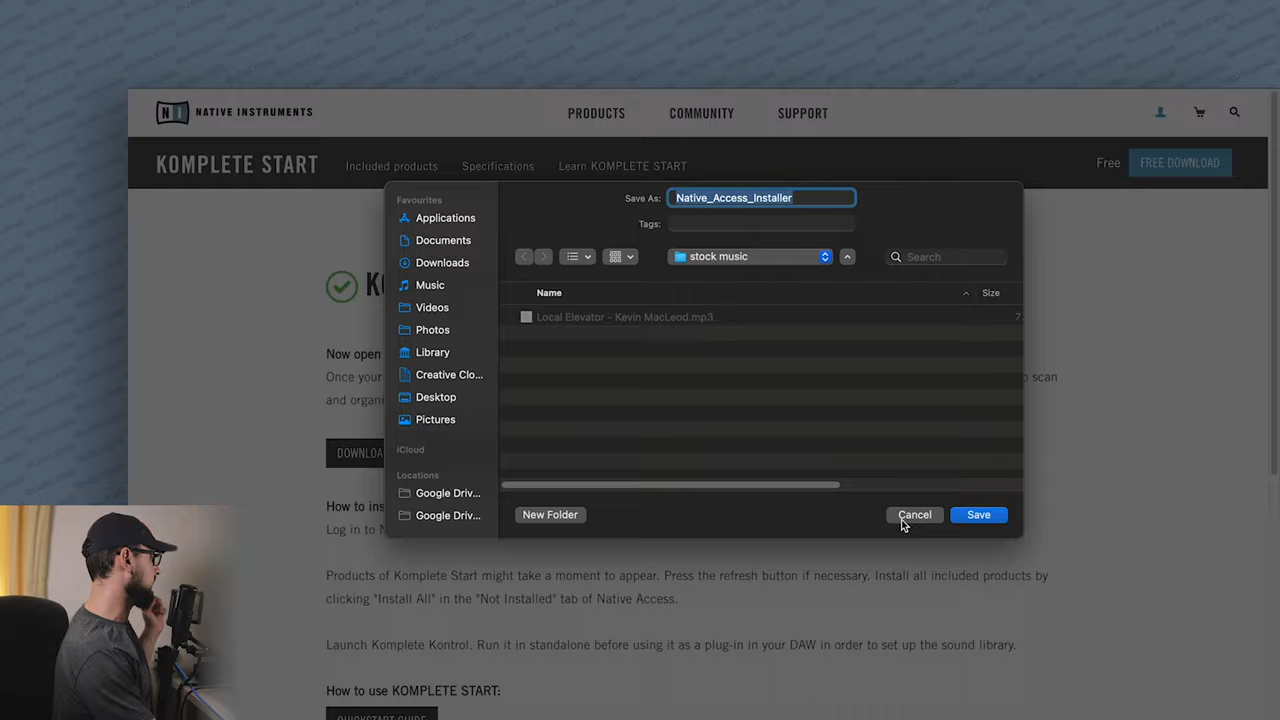 NI NATIVE INSTRUMENTS PRODUCTS COMMUNITY SUPPORT
KOMPLETE START Included products Specifications Learn KOMPLETE START Free FREE DOWNLOAD
Favourites
Applications
Documents
Downloads
Music
Videos
Photos
Library
Creative Clo...
Desktop
Pictures
iCloud
Locations
Google Driv...
Google Driv...
Save As: Native_Access_Installer
Tags:
stock music Search
Name Size
Local Elevator - Kevin MacLeod.mp3 7
New Folder Cancel Save
K
Now open
Once your o scan
and organi
DOWNLOA
How to ins
Log in to N
Products of Komplete Start might take a moment to appear. Press the refresh button if necessary. Install all included products by
clicking "Install All" in the "Not Installed" tab of Native Access.
Launch Komplete Kontrol. Run it in standalone before using it as a plug-in in your DAW in order to set up the sound library.
How to use KOMPLETE START:
QUICKSTART GUIDE